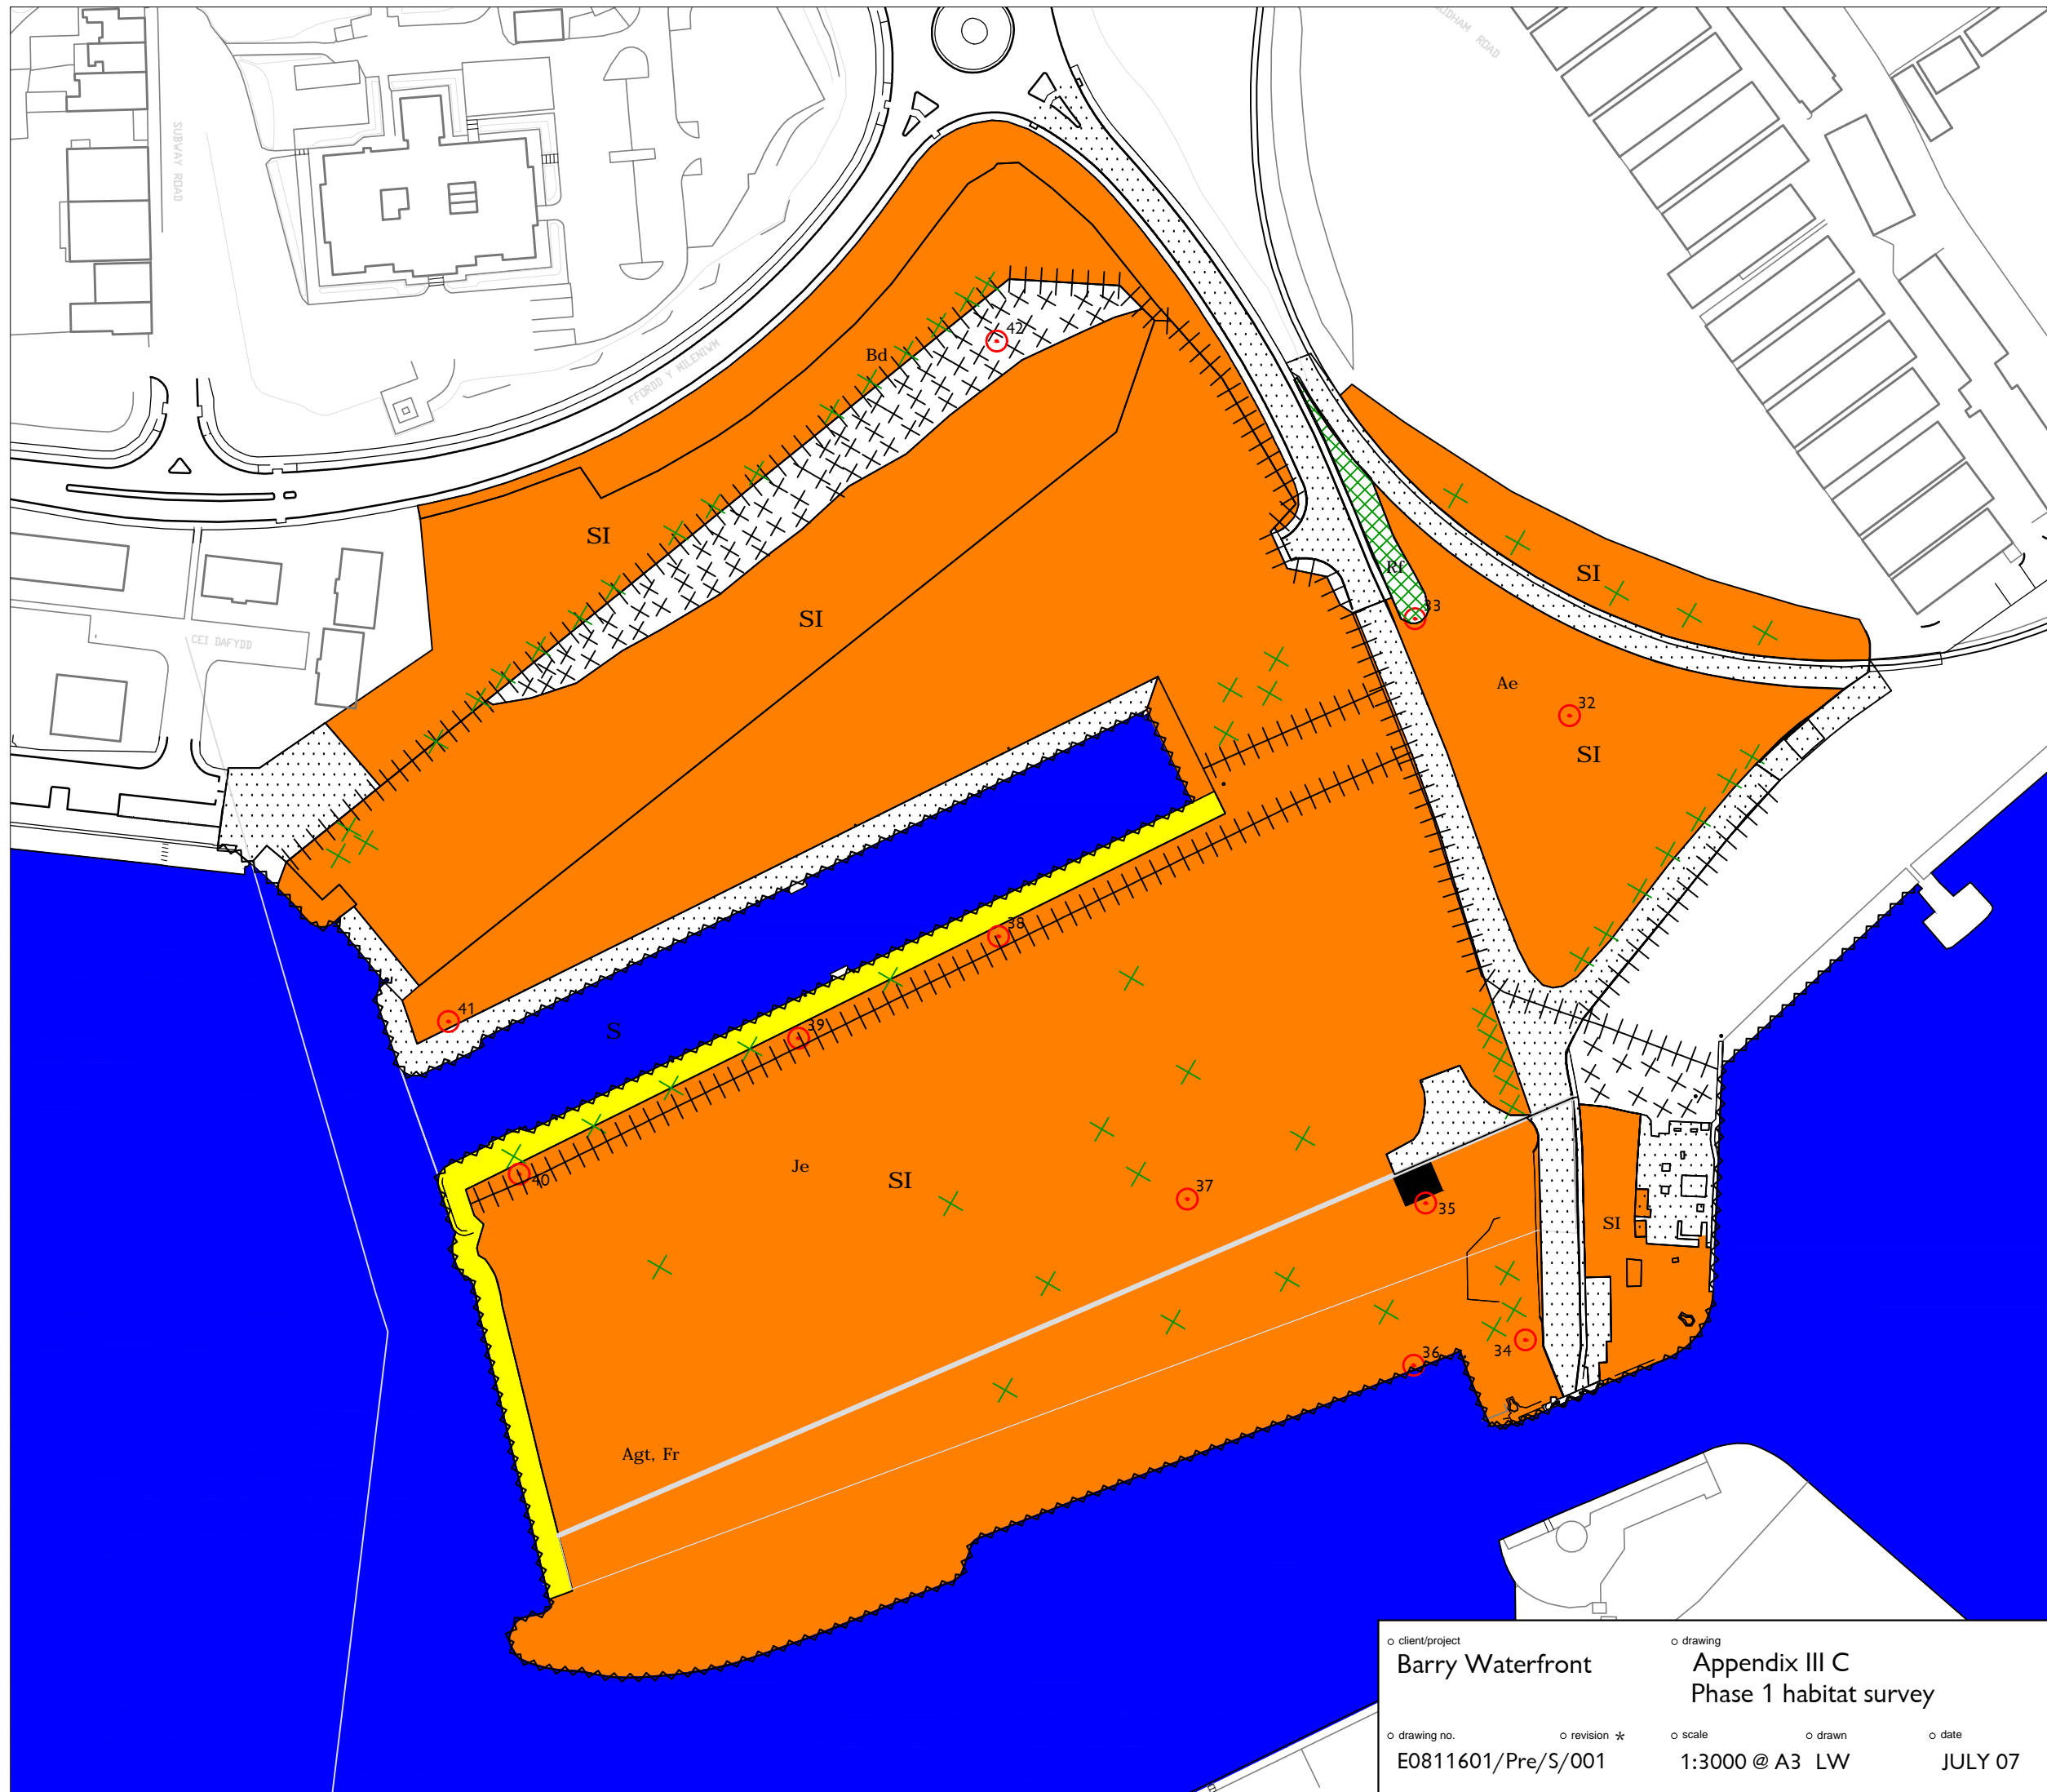 IDHAM ROAD
SUBWAY ROAD
42
Bd
FFORDD Y MILENIWM
SI
Rf
SI
33
SI
CEI DAFYDD
Ae
32
SI
38
41
39
S
Je
40
SI
37
35
SI
36
34
Agt, Fr
client/project
Barry Waterfront
drawing
Appendix III C
Phase 1 habitat survey
drawing no.
E0811601/Pre/S/001
revision *
scale
1:3000 @ A3
drawn
LW
date
JULY 07